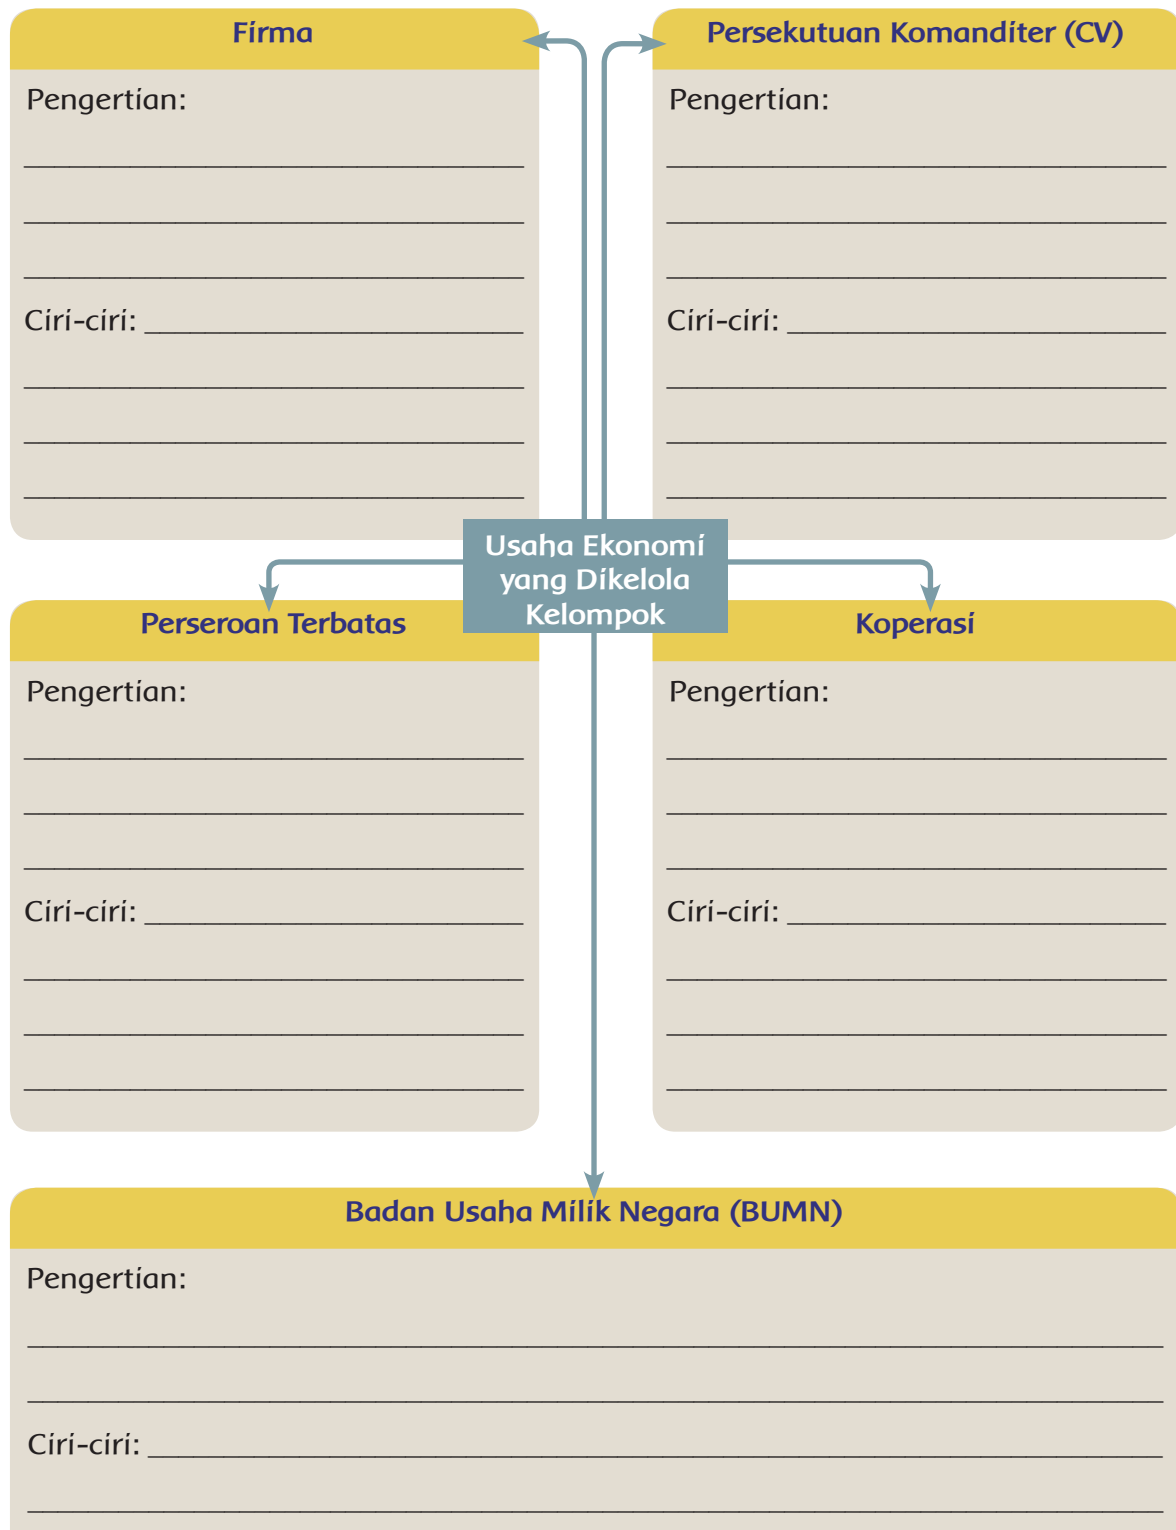 Firma
Pengertian:
Ciri-ciri:
Persekutuan Komanditer (CV)
Pengertian:
Ciri-ciri:
Usaha Ekonomi
yang Dikelola
Kelompok
Perseroan Terbatas
Pengertian:
Ciri-ciri:
Koperasi
Pengertian:
Ciri-ciri:
Badan Usaha Milik Negara (BUMN)
Pengertian:
Ciri-ciri: